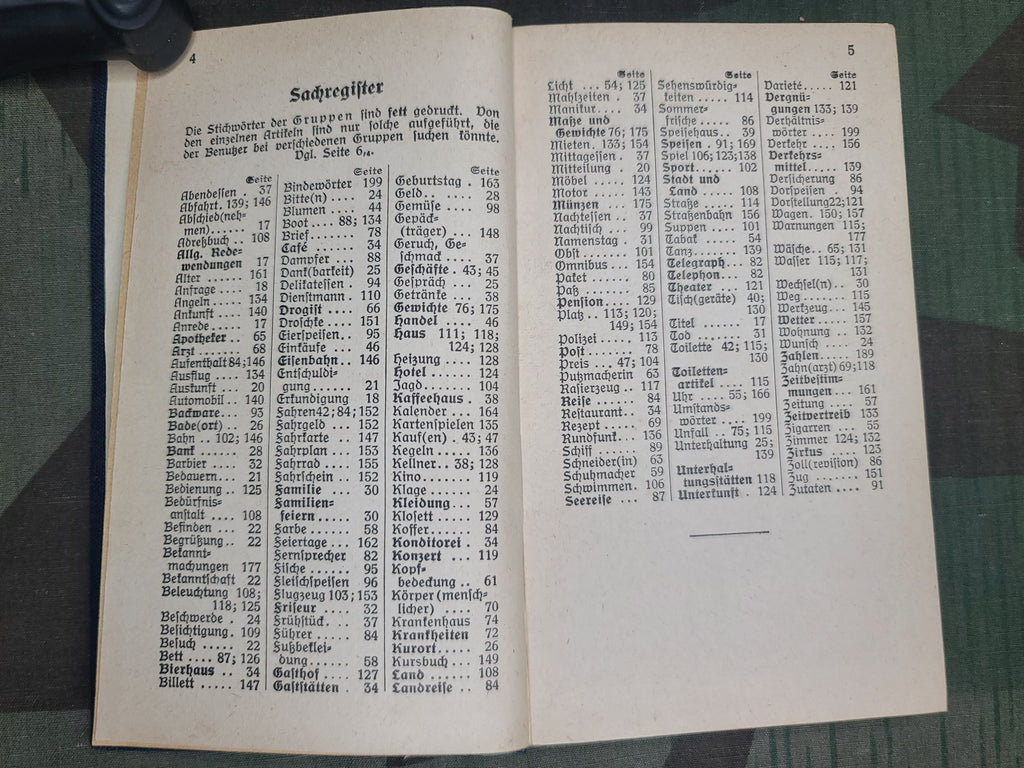 4
Sachregister
Die Stichwörter der Gruppen sind fett gedruckt. Von
den einzelnen Artikeln sind nur solche aufgeführt, die
der Benutzer bei verschiedenen Gruppen suchen könnte.
Vgl. Seite 6
Seite
Abendessen . 37
Abfahrt. 139; 146
Abschied(neh-
men) ..... 17
Adreßbuch .. 108
Allg. Rede-
wendungen 17
Alter ...... 161
Anfrage .... 18
Angeln .... 134
Ankunft ... 140
Anrede ..... 17
Apotheker .. 65
Arzt ....... 68
Aufenthalt 84;146
Ausflug .... 134
Auskunft ... 20
Automobil .. 140
Backware ... 93
Bade(ort) .. 26
Bahn .. 102; 146
Bank ..... 28
Barbier .... 32
Bedauern ... 21
Bedienung .. 125
Bedürfnis-
anstalt ... 108
Befinden ... 22
Begrüßung .. 22
Bekannt-
machungen 177
Bekanntschaft 22
Beleuchtung 108;
118; 125
Beschwerde . 24
Besichtigung. 109
Besuch ..... 22
Bett .... 87; 126
Bierhaus .. 34
Billett ..... 147
Seite
Bindewörter 199
Bitte(n) .... 24
Blumen .... 44
Boot ... 88; 134
Brief ....... 78
Café ...... 34
Dampfer ... 88
Dank(barkeit) 25
Delikatessen . 94
Dienstmann . 110
Drogist .... 66
Droschke ... 151
Eierspeisen .. 95
Einkäufe ... 46
Eisenbahn .. 146
Entschuldi-
gung ...... 21
Erkundigung 18
Fahren 42; 84; 152
Fahrgeld ... 152
Fahrkarte .. 147
Fahrplan ... 153
Fahrrad .... 155
Fahrschein .. 152
Familie ... 30
Familien-
feiern ..... 30
Farbe ..... 58
Feiertage ... 162
Fernsprecher 82
Fische ...... 95
Fleischspeisen 96
Flugzeug 103; 153
Friseur .... 32
Frühstück ... 37
Führer ..... 84
Fußbeklei-
dung ..... 58
Gasthof ... 127
Gaststätten . 34
Seite
Geburtstag . 163
Geld ...... 28
Gemüse ... 98
Gepäck-
(träger) ... 148
Geruch, Ge-
schmack ... 37
Geschäfte . 43; 45
Gespräch ... 25
Getränke ... 38
Gewichte 76; 175
Handel .... 46
Haus 111; 118;
124; 128
Heizung ... 128
Hotel ..... 124
Jagd ...... 104
Kaffeehaus . 38
Kalender ... 164
Kartenspielen 135
Kauf(en) . 43; 47
Kegeln .... 136
Kellner .. 38; 128
Kino ...... 119
Klage ..... 24
Kleidung ... 57
Klosett .... 129
Koffer ..... 84
Konditorei . 34
Konzert ... 119
Kopf-
bedeckung .. 61
Körper (mensch-
licher) .... 70
Krankenhaus 74
Krankheiten 72
Kurort ..... 26
Kursbuch ... 149
Land ..... 108
Landreise .. 84
5
Seite
Licht ... 54; 125
Mahlzeiten . 37
Maniküre ... 34
Maße und
Gewichte 76; 175
Mieten. 133; 154
Mittagessen . 37
Mitteilung . 20
Möbel .... 124
Motor .... 143
Münzen ... 175
Nachtessen .. 37
Nachtisch ... 99
Namenstag . 31
Obst ...... 101
Omnibus ... 154
Paket ...... 80
Paß ....... 85
Pension ... 129
Platz .. 113; 120;
149; 154
Polizei .... 113
Post ....... 78
Preis ... 47; 104
Putzmacherin 63
Rasierzeug .. 117
Reise ...... 84
Restaurant .. 34
Rezept ..... 69
Rundfunk .. 136
Schiff ..... 89
Schneider(in) 63
Schuhmacher 59
Schwimmen. 106
Seereise ... 87
Seite
Sehenswürdig-
keiten ..... 114
Sommer-
frische ..... 86
Speisehaus .. 39
Speisen . 91; 169
Spiel 106; 123; 138
Sport ..... 102
Stadt und
Land ..... 108
Straße .... 114
Straßenbahn 156
Suppen ... 101
Tabak ..... 54
Tanz ..... 139
Telegraph .. 82
Telephon ... 82
Theater ... 121
Tisch(geräte) 40;
130
Titel ...... 17
Tod ....... 31
Toilette 42; 115;
130
Toiletten-
artikel .... 115
Uhr ... 55; 166
Umstands-
wörter .... 199
Unfall .. 75; 115
Unterhaltung 25;
139
Unterhal-
tungsstätten 118
Unterkunft . 124
Seite
Varieté ..... 121
Vergnü-
gungen 133; 139
Verhältnis-
wörter .... 199
Verkehr ... 156
Verkehrs-
mittel ..... 139
Versicherung 86
Vorspeisen .. 94
Vorstellung 22; 121
Wagen. 150; 157
Warnungen 115;
177
Wäsche .. 65; 131
Wasser 115; 117;
131
Wechsel(n) .. 30
Weg ...... 115
Werkzeug .. 145
Wetter .... 157
Wohnung .. 132
Wunsch ... 24
Zahlen .... 189
Zahn(arzt) 69; 118
Zeitbestim-
mungen ... 161
Zeitung .... 57
Zeitvertreib 133
Zigarren ... 55
Zimmer 124; 132
Zirkus .... 123
Zoll(revision) 86
Zug ...... 151
Zutaten .... 91